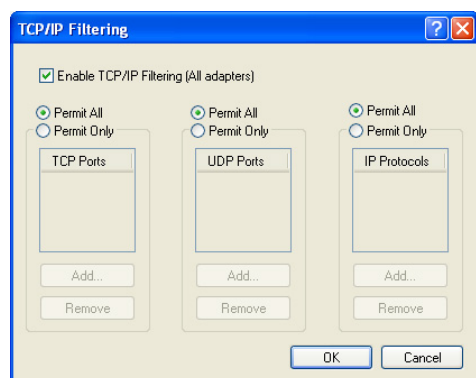 TCP/IP Filtering
Enable TCP/IP Filtering (All adapters)
Permit All
Permit Only
TCP Ports
Add...
Remove
Permit All
Permit Only
UDP Ports
Add...
Remove
Permit All
Permit Only
IP Protocols
Add...
Remove
OK
Cancel